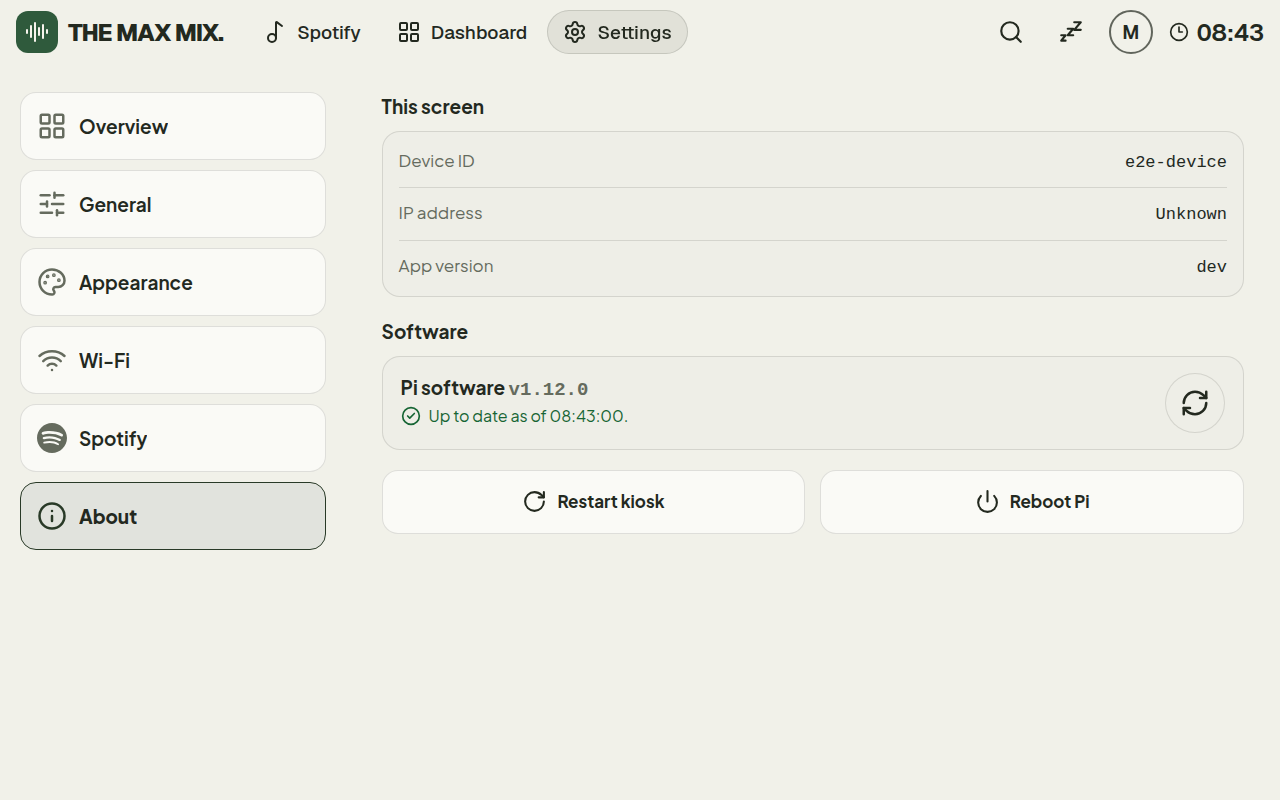 THE MAX MIX.
Spotify
Dashboard
Settings
M
08:43
Overview
General
Appearance
Wi-Fi
Spotify
About
This screen
Device ID
e2e-device
IP address
Unknown
App version
dev
Software
Pi software v1.12.0
Up to date as of 08:43:00.
Restart kiosk
Reboot Pi